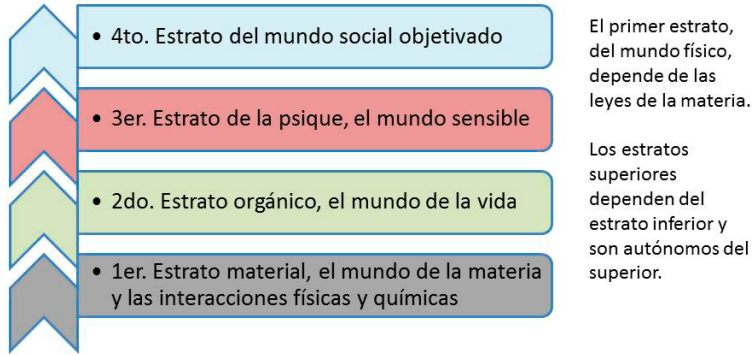 • 4to. Estrato del mundo social objetivado
• 3er. Estrato de la psique, el mundo sensible
• 2do. Estrato orgánico, el mundo de la vida
• 1er. Estrato material, el mundo de la materia
y las interacciones físicas y químicas
El primer estrato,
del mundo físico,
depende de las
leyes de la materia.
Los estratos
superiores
dependen del
estrato inferior y
son autónomos del
superior.